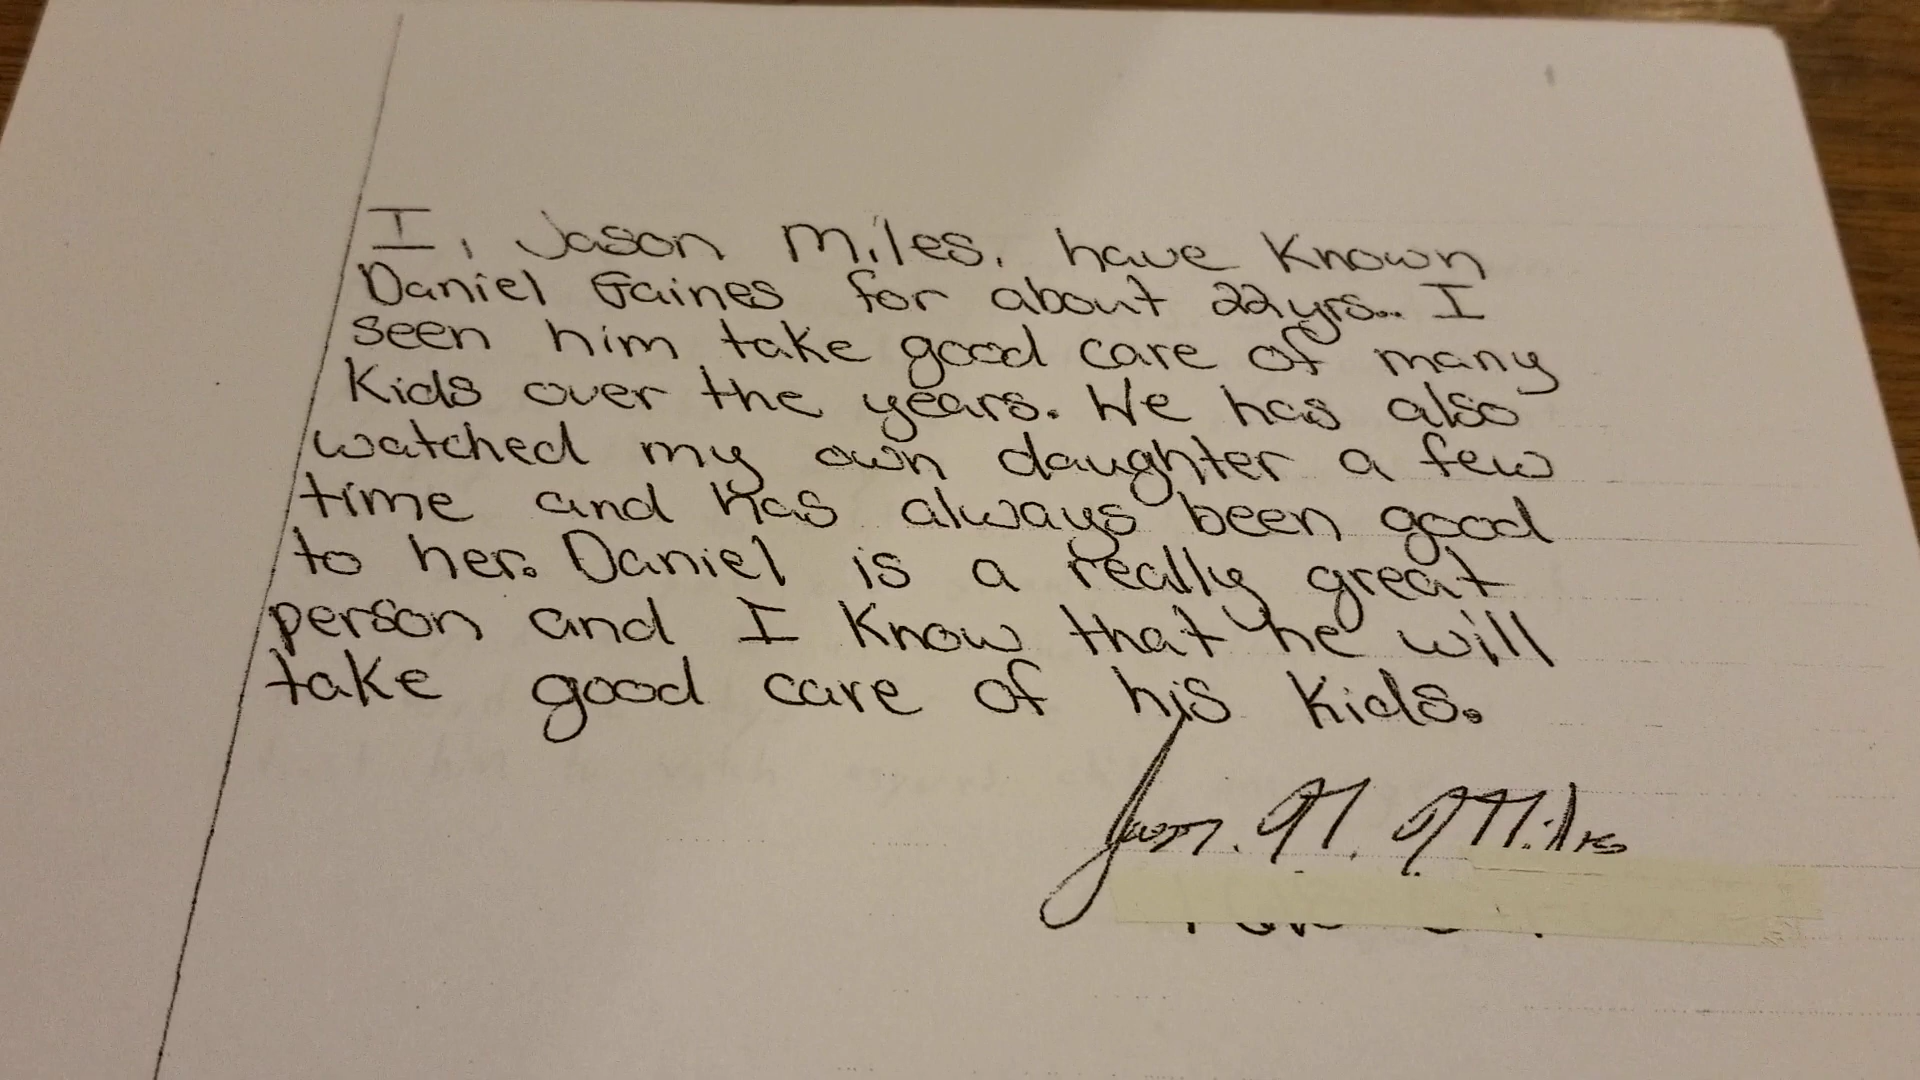 I, Jason Miles, have Known
Daniel Gaines for about 22yrs.. I
seen him take good care of many
Kids over the years. He has also
watched my own daughter a few
time and has always been good
to her. Daniel is a really great
person and I Know that he will
take good care of his Kids.
Jason. M. Miles